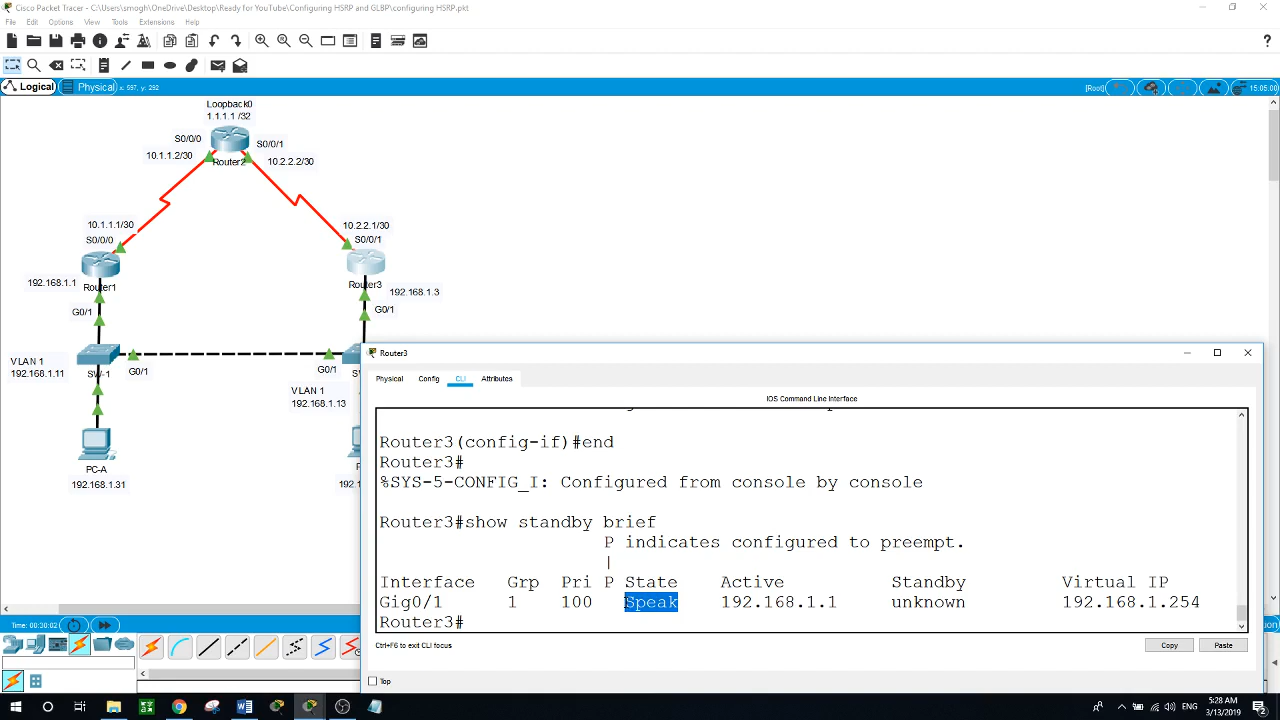 Cisco Packet Tracer - C:\Users\smogh\OneDrive\Desktop\Ready for YouTube\Configuring HSRP and GLBP\configuring HSRP.pkt
File Edit Options View Tools Extensions Help
Logical
Physical
x: 597, y: 292
[Root]
15:05:00
Loopback0
1.1.1.1 /32
S0/0/0
S0/0/1
10.1.1.2/30
Router2
10.2.2.2/30
10.1.1.1/30
S0/0/0
10.2.2.1/30
S0/0/1
192.168.1.1
Router1
Router3
192.168.1.3
G0/1
G0/1
VLAN 1
192.168.1.11
SW-1
G0/1
G0/1
VLAN 1
192.168.1.13
PC-A
192.168.1.31
Router3
Physical Config CLI Attributes
IOS Command Line Interface
Router3(config-if)#end
Router3#
%SYS-5-CONFIG_I: Configured from console by console
Router3#show standby brief
P indicates configured to preempt.
|
Interface Grp Pri P State Active Standby Virtual IP
Gig0/1 1 100 Speak 192.168.1.1 unknown 192.168.1.254
Router3#
Ctrl+F6 to exit CLI focus
Copy
Paste
Top
Time: 00:30:02
5:28 AM
3/13/2019